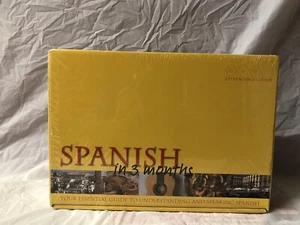 SPANISH
in 3 months
YOUR ESSENTIAL GUIDE TO UNDERSTANDING AND SPEAKING SPANISH